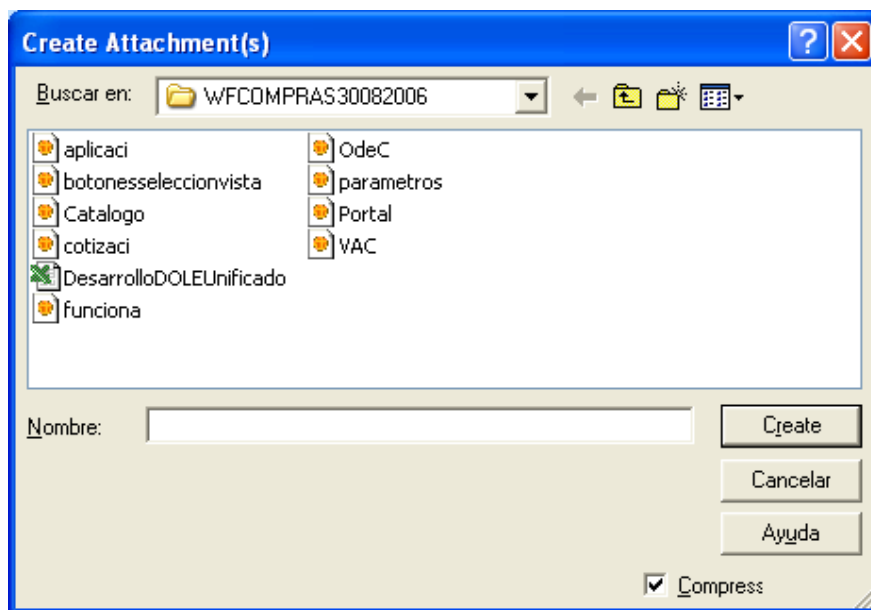 Create Attachment(s)
Buscar en: WFCOMPRAS30082006
aplicaci
botonesseleccionvista
Catalogo
cotizaci
DesarrolloDOLEUnificado
funciona
OdeC
parametros
Portal
VAC
Nombre:
Create
Cancelar
Ayuda
Compress